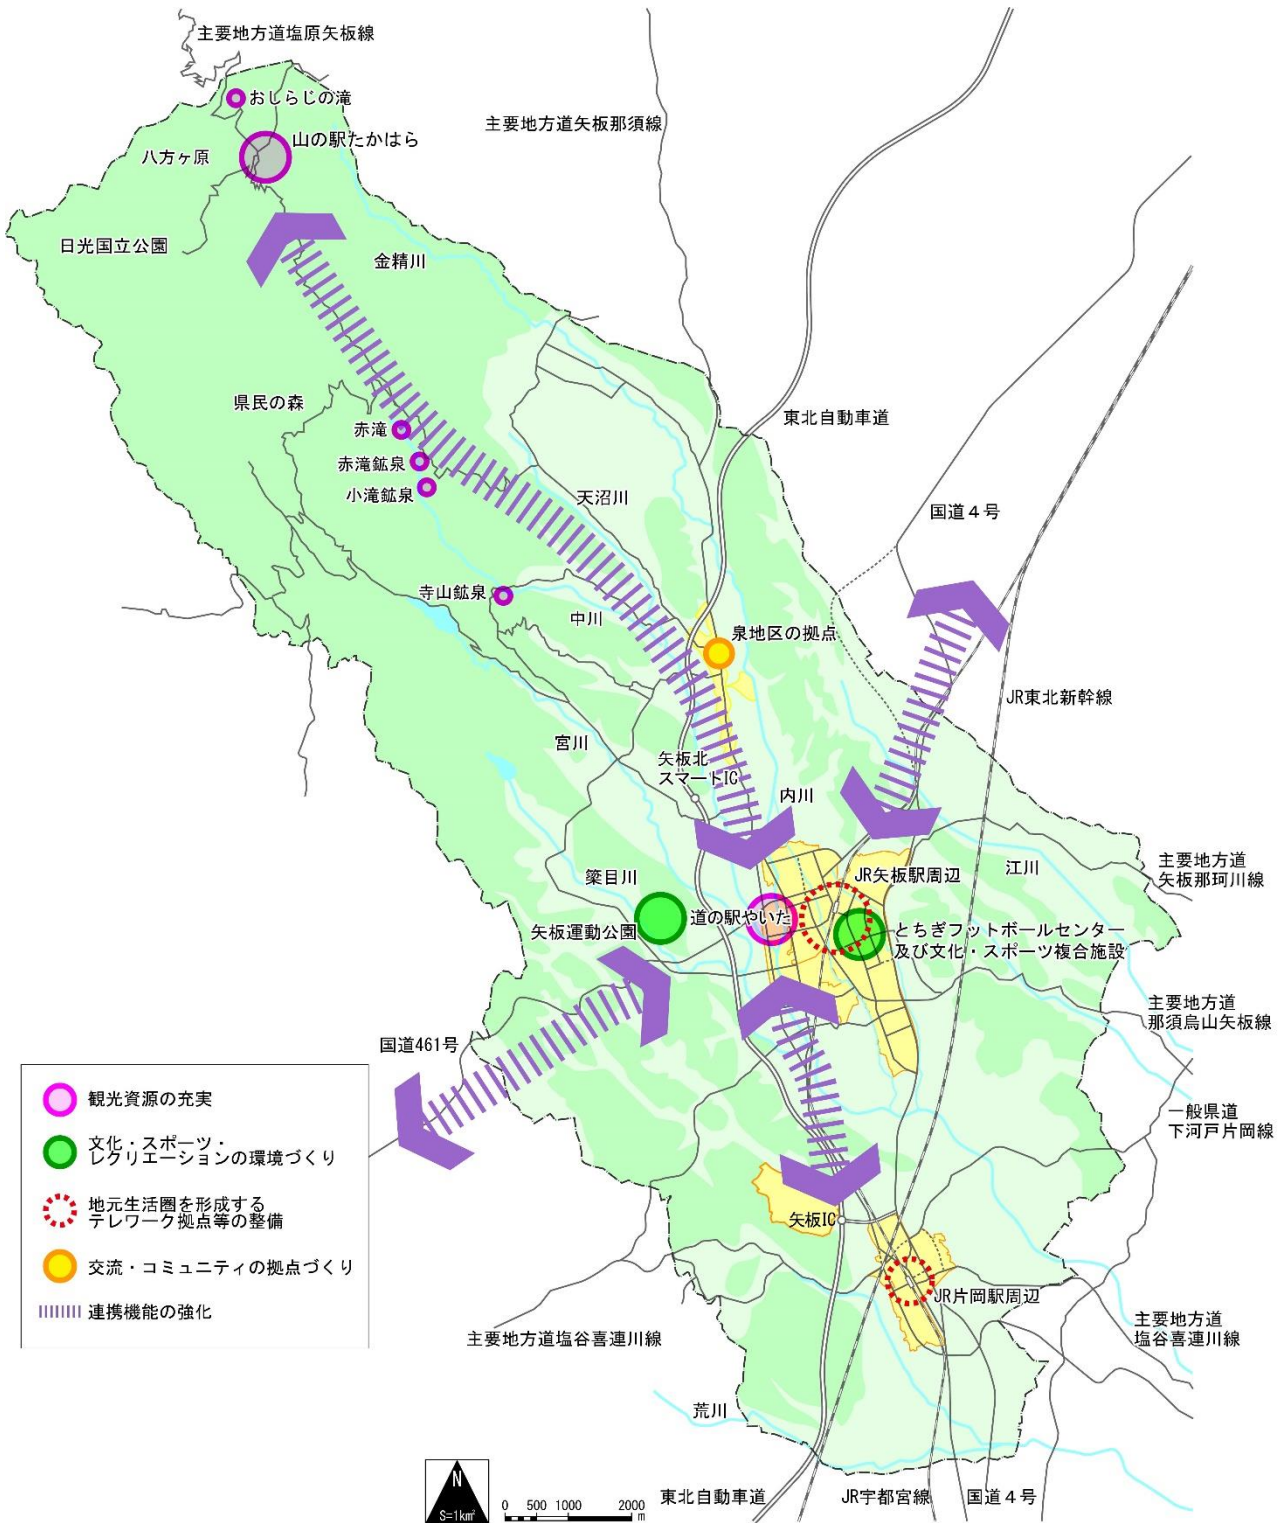 主要地方道塩原矢板線
おしらじの滝
主要地方道矢板那須線
山の駅たかはら
八方ヶ原
日光国立公園
金精川
県民の森
東北自動車道
赤滝
赤滝鉱泉
小滝鉱泉
天沼川
国道4号
寺山鉱泉
中川
泉地区の拠点
JR東北新幹線
宮川
矢板北
スマートIC
内川
江川
主要地方道
矢板那珂川線
簗目川
JR矢板駅周辺
道の駅やいた
矢板運動公園
とちぎフットボールセンター
及び文化・スポーツ複合施設
主要地方道
那須烏山矢板線
国道461号
一般県道
下河戸片岡線
観光資源の充実
文化・スポーツ・
レクリエーションの環境づくり
地元生活圏を形成する
テレワーク拠点等の整備
交流・コミュニティの拠点づくり
連携機能の強化
矢板IC
JR片岡駅周辺
主要地方道塩谷喜連川線
主要地方道
塩谷喜連川線
荒川
N
S=1km²
0 500 1000 2000
m
東北自動車道
JR宇都宮線
国道4号